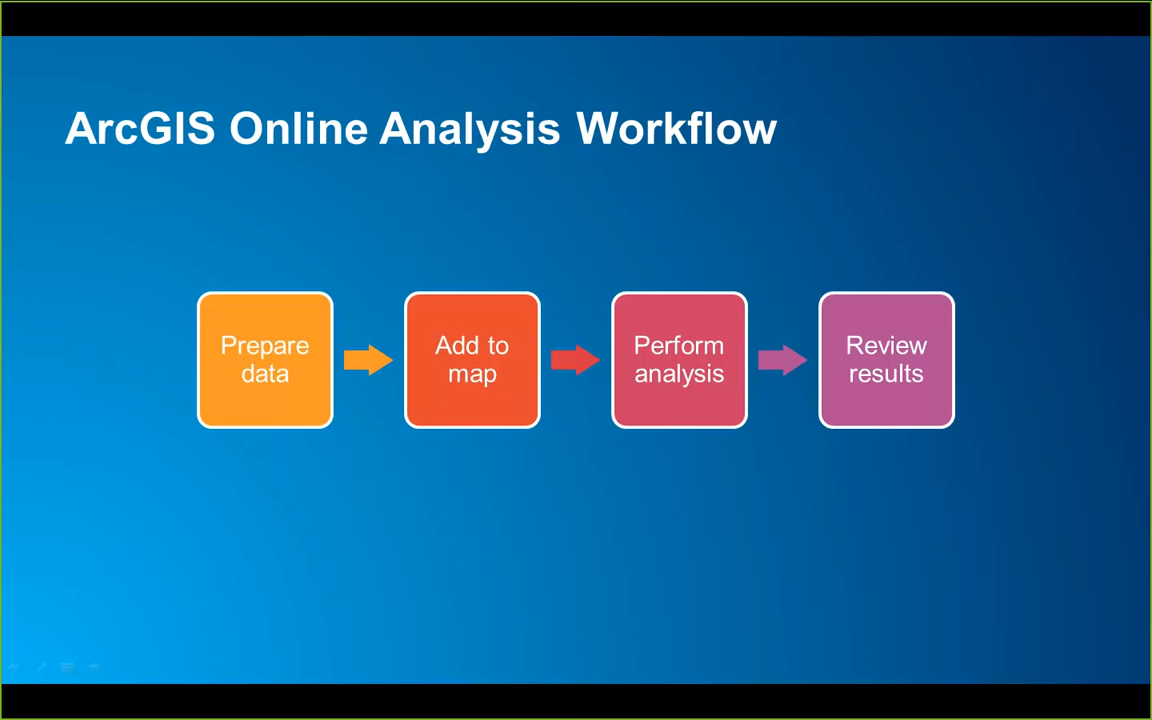 ArcGIS Online Analysis Workflow
Prepare
data
Add to
map
Perform
analysis
Review
results